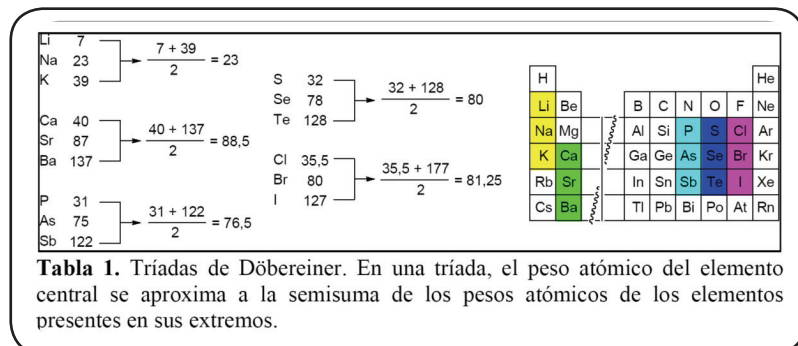 Li 7
Na 23
K 39
7 + 39
2
= 23
Ca 40
Sr 87
Ba 137
40 + 137
2
= 88,5
P 31
As 75
Sb 122
31 + 122
2
= 76,5
S 32
Se 78
Te 128
32 + 128
2
= 80
Cl 35,5
Br 80
I 127
35,5 + 177
2
= 81,25
H He
Li Be B C N O F Ne
Na Mg Al Si P S Cl Ar
K Ca Ga Ge As Se Br Kr
Rb Sr In Sn Sb Te I Xe
Cs Ba Tl Pb Bi Po At Rn
Tabla 1. Tríadas de Döbereiner. En una tríada, el peso atómico del elemento
central se aproxima a la semisuma de los pesos atómicos de los elementos
presentes en sus extremos.